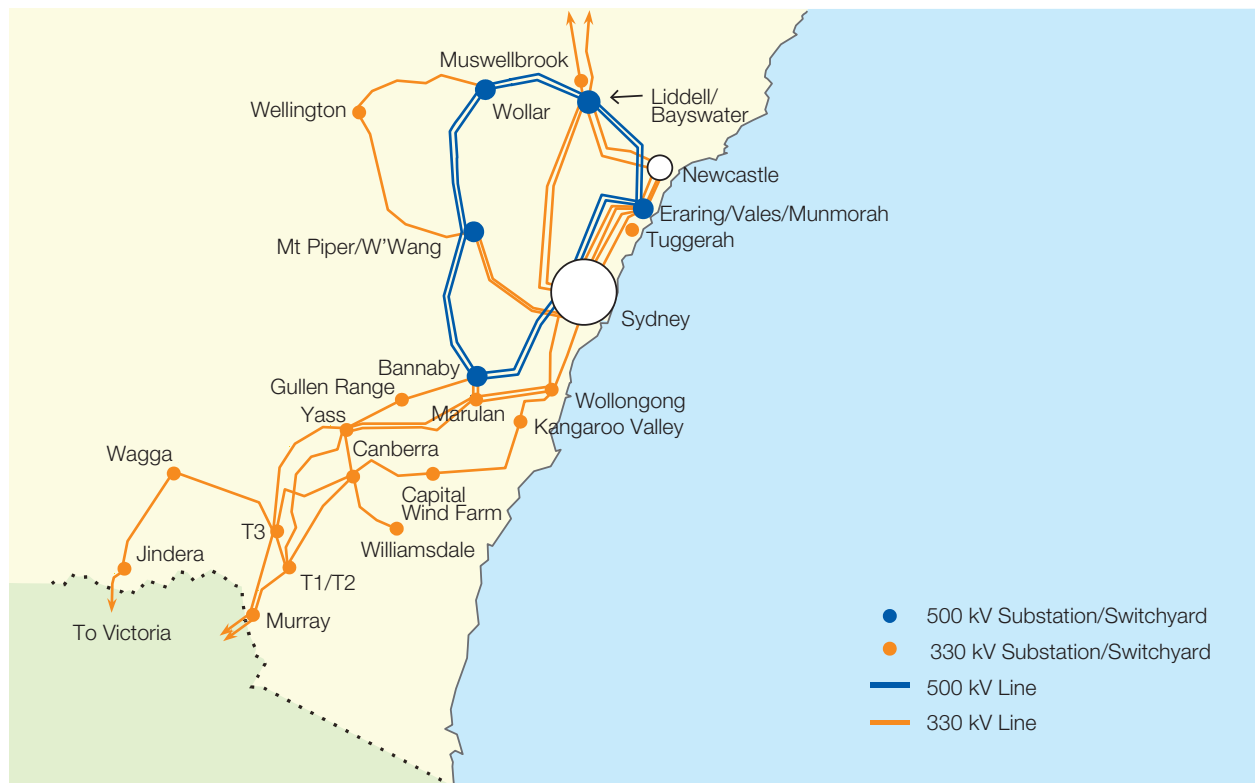 Muswellbrook
Wellington
Wollar
Liddell/
Bayswater
Newcastle
Eraring/Vales/Munmorah
Tuggerah
Mt Piper/W'Wang
Sydney
Bannaby
Gullen Range
Marulan
Wollongong
Yass
Kangaroo Valley
Canberra
Wagga
Capital
Wind Farm
T3
Williamsdale
Jindera
T1/T2
Murray
To Victoria
500 kV Substation/Switchyard
330 kV Substation/Switchyard
500 kV Line
330 kV Line